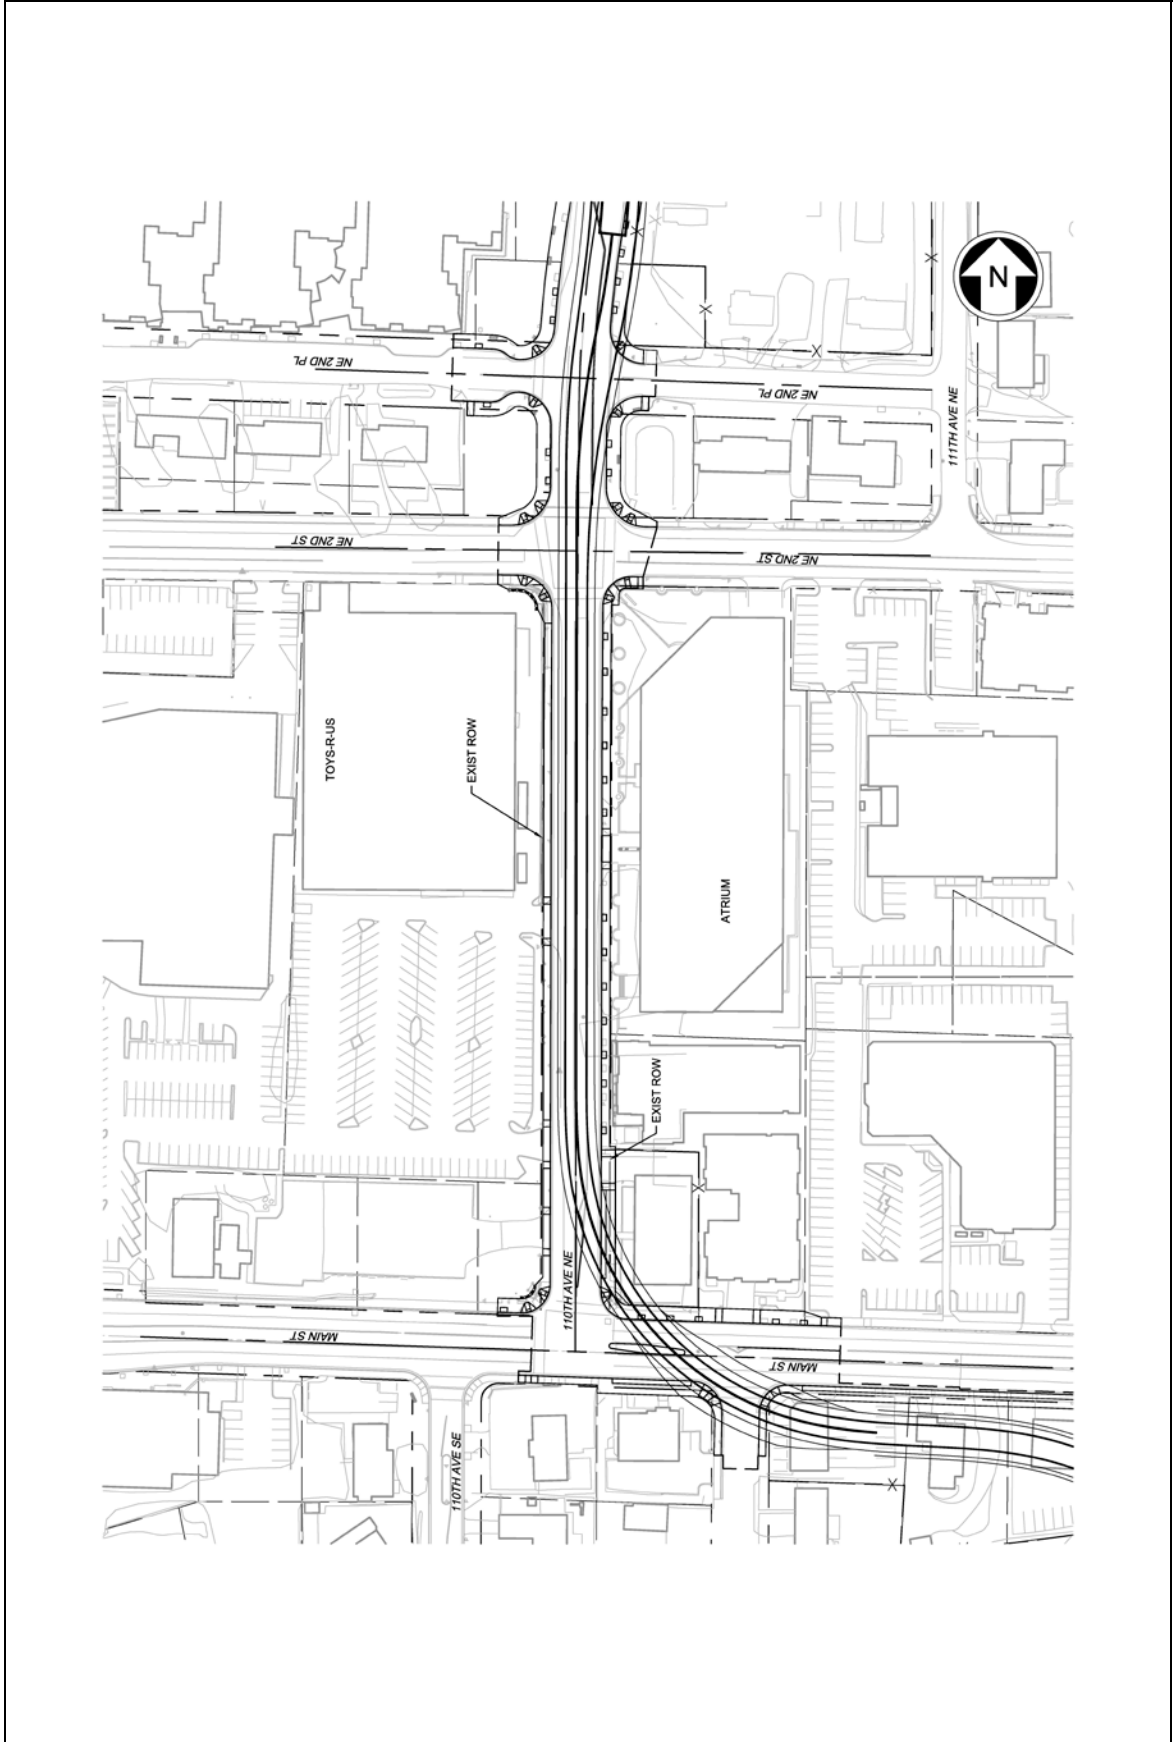 N
NE 2ND PL
NE 2ND PL
111TH AVE NE
NE 2ND ST
NE 2ND ST
TOYS-R-US
EXIST ROW
ATRIUM
EXIST ROW
110TH AVE NE
MAIN ST
MAIN ST
110TH AVE SE